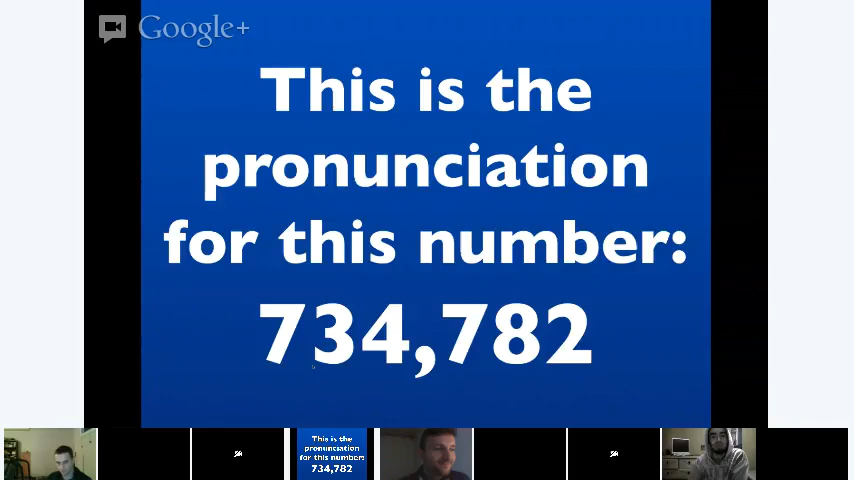 Google+
This is the
pronunciation
for this number:
734,782
This is the
pronunciation
for this number:
734,782